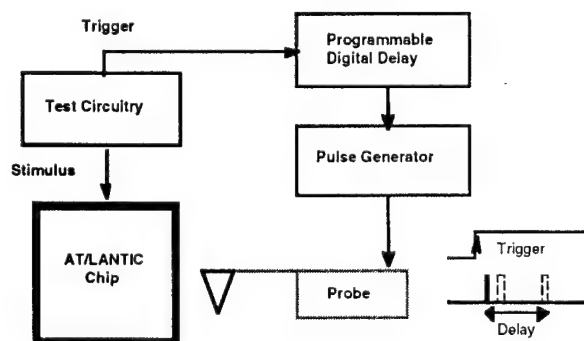 Trigger
Programmable
Digital Delay
Test Circuitry
Pulse Generator
Stimulus
AT/LANTIC
Chip
Probe
Trigger
Delay